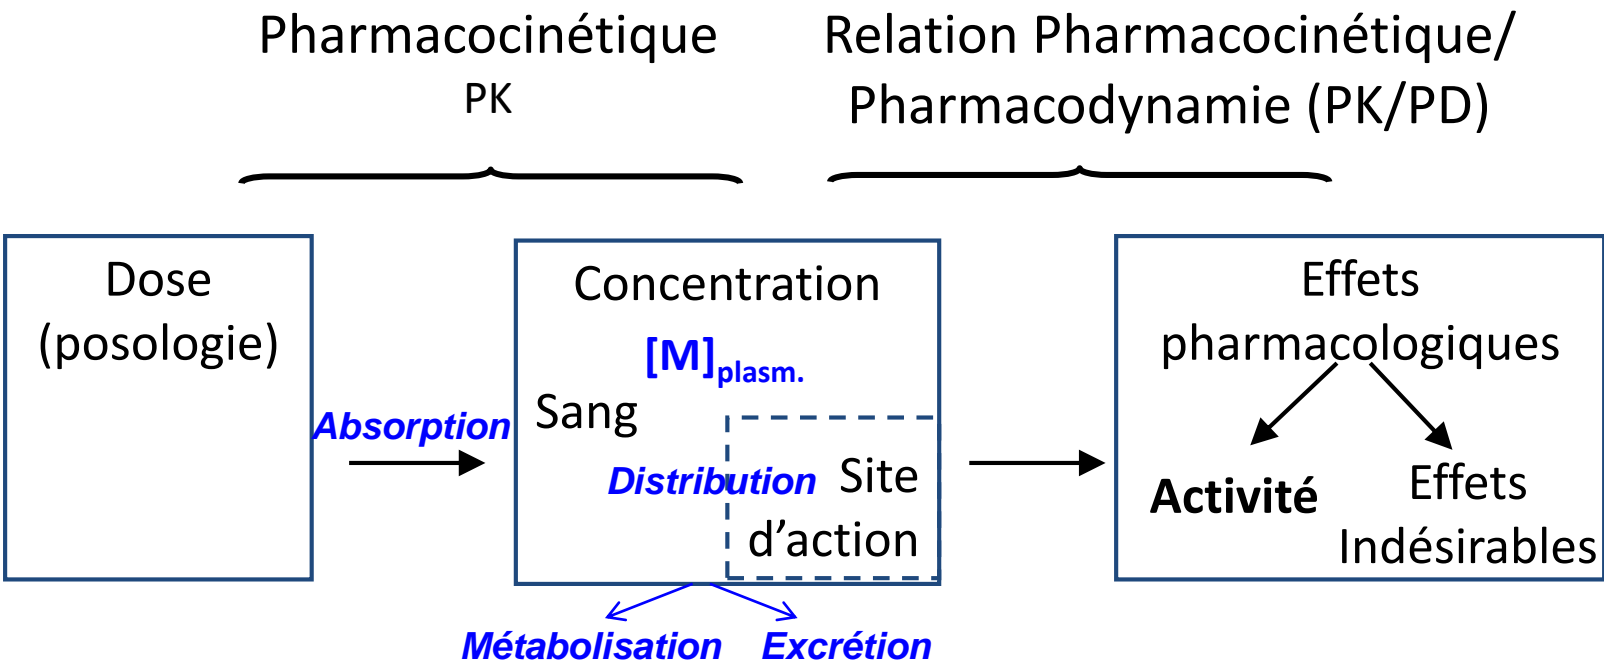 Pharmacocinétique
PK
Relation Pharmacocinétique/
Pharmacodynamie (PK/PD)
Dose
(posologie)
Absorption
Concentration
[M]plasm.
Sang
Distribution
Site
d’action
Métabolisation
Excrétion
Effets
pharmacologiques
Activité
Effets
Indésirables